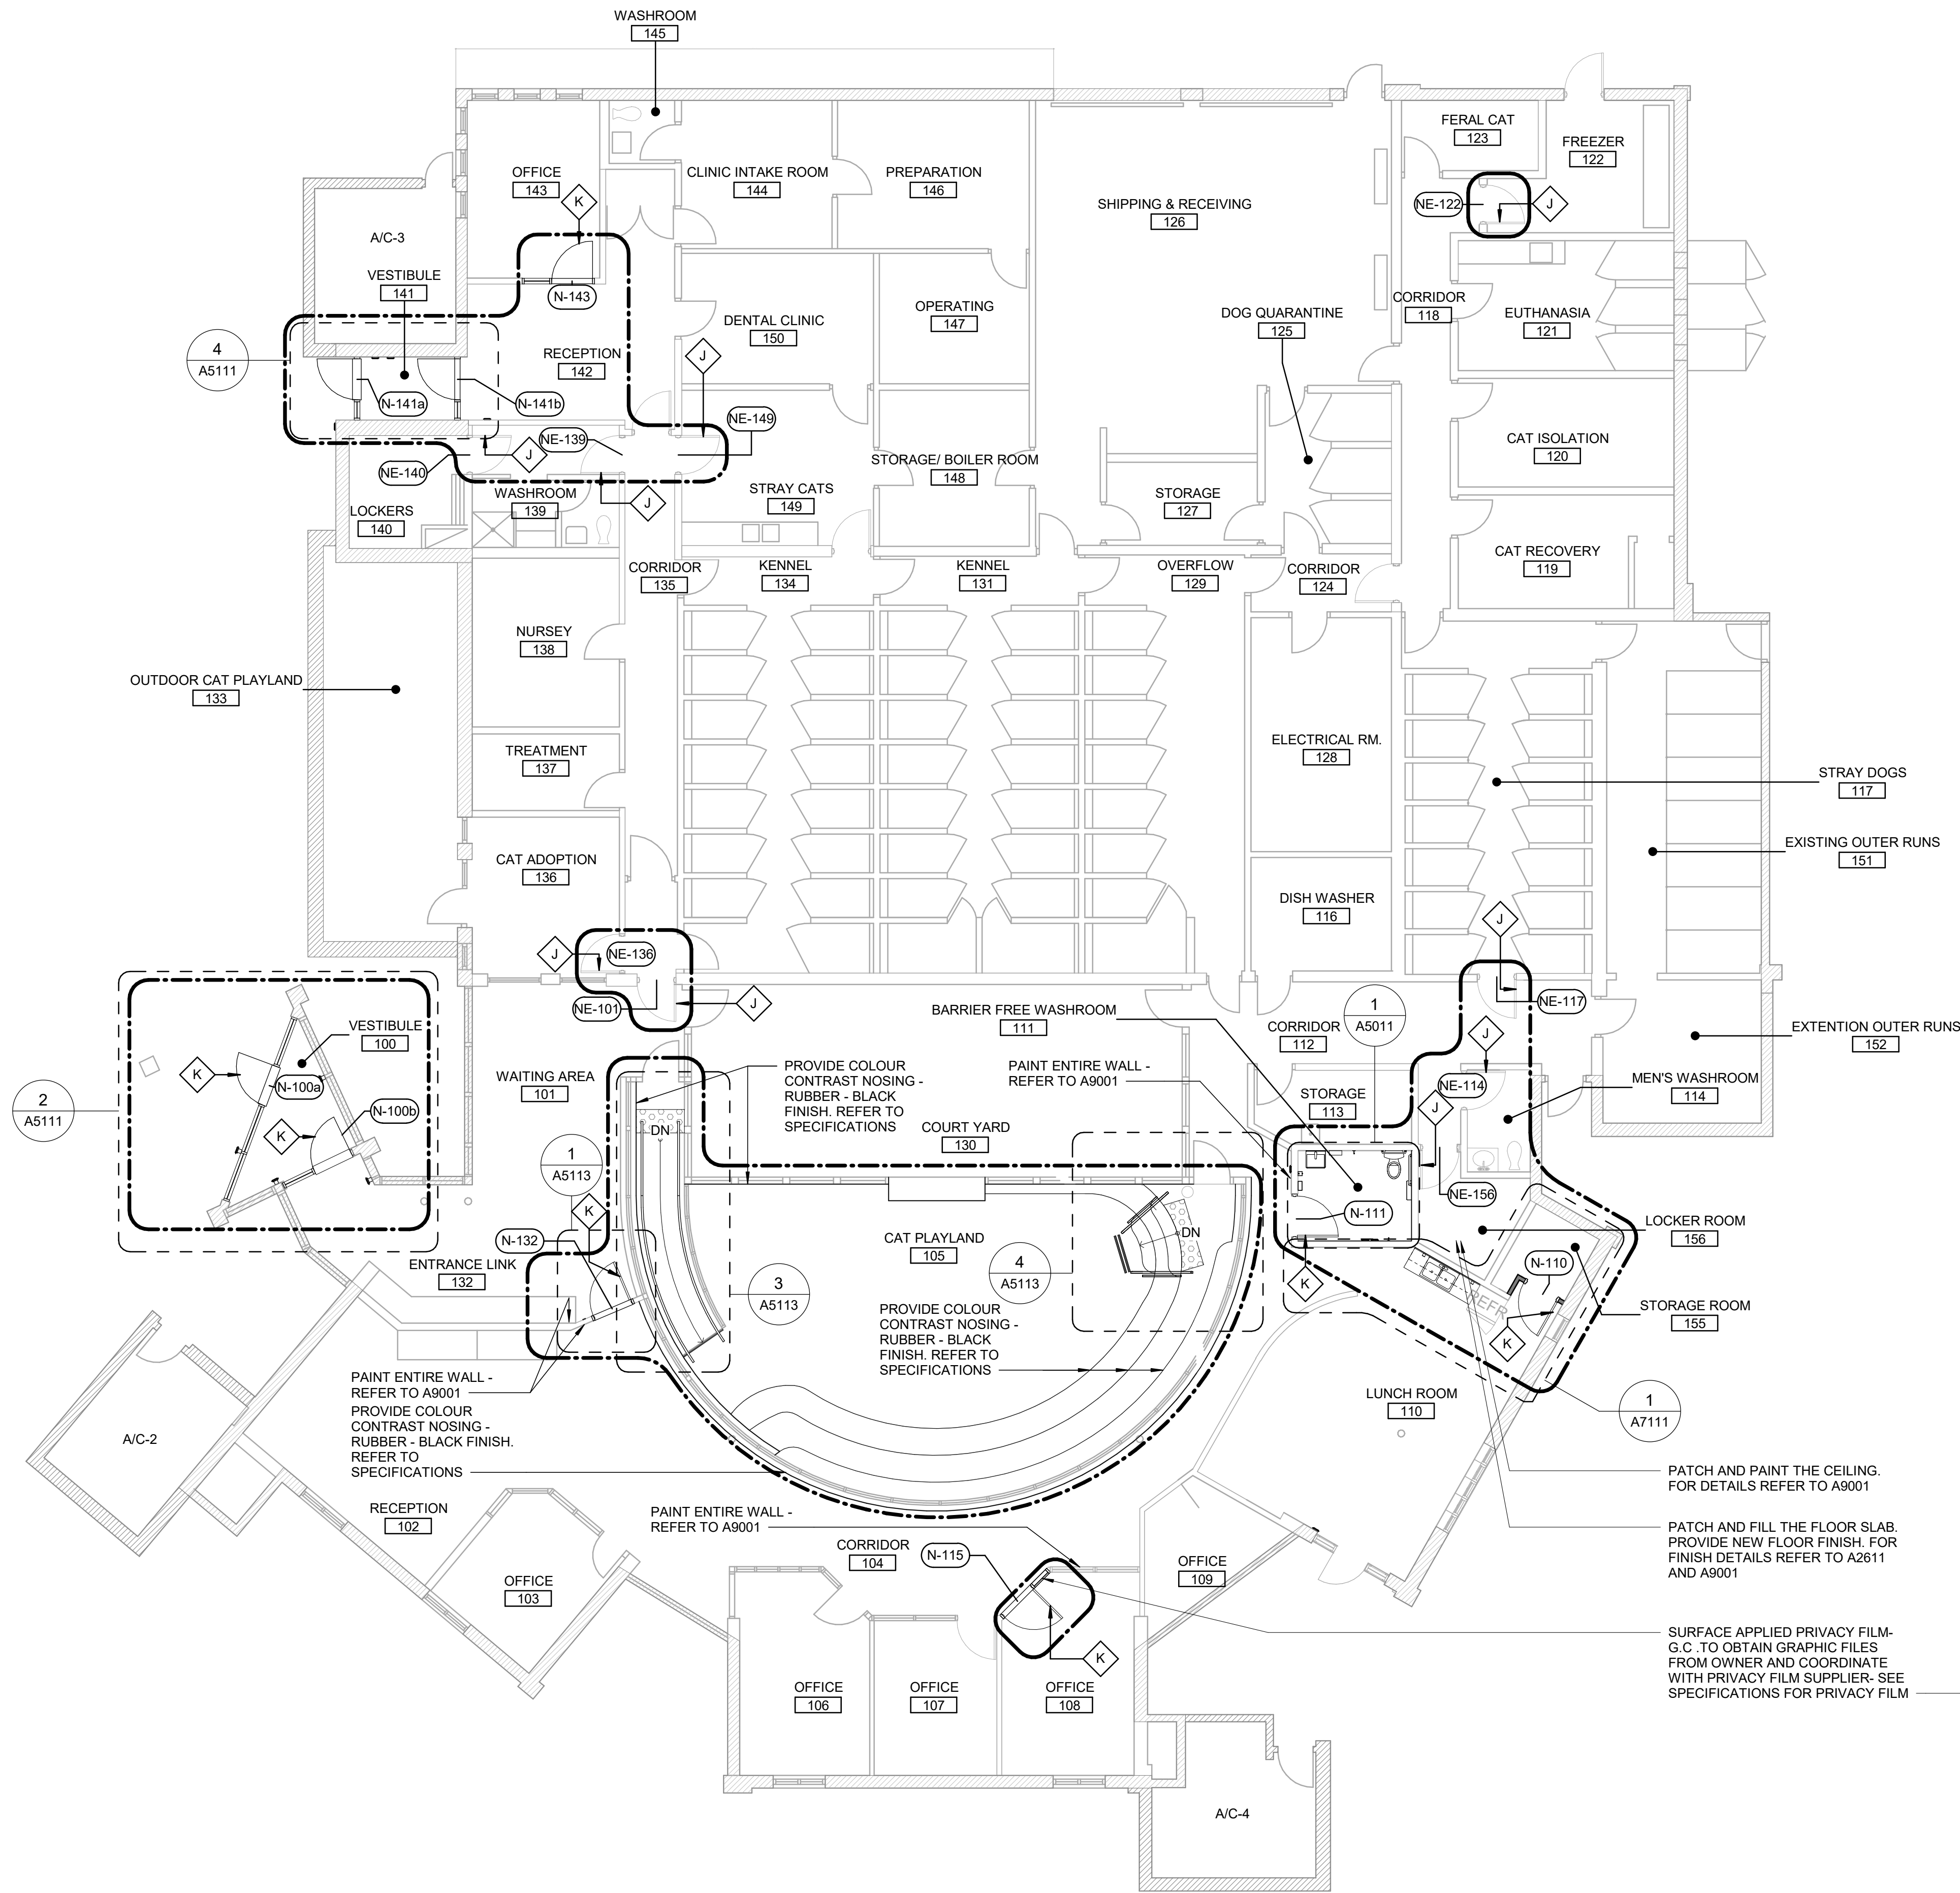 WASHROOM
145
OFFICE
143
K
CLINIC INTAKE ROOM
144
PREPARATION
146
SHIPPING & RECEIVING
126
FERAL CAT
123
FREEZER
122
NE-122
J
A/C-3
VESTIBULE
141
N-143
4
A5111
RECEPTION
142
N-141a
N-141b
DENTAL CLINIC
150
OPERATING
147
J
NE-149
DOG QUARANTINE
125
CORRIDOR
118
EUTHANASIA
121
CAT ISOLATION
120
NE-139
J
NE-140
J
WASHROOM
139
LOCKERS
140
STORAGE/ BOILER ROOM
148
STRAY CATS
149
STORAGE
127
CAT RECOVERY
119
CORRIDOR
135
KENNEL
134
KENNEL
131
OVERFLOW
129
CORRIDOR
124
NURSEY
138
OUTDOOR CAT PLAYLAND
133
TREATMENT
137
ELECTRICAL RM.
128
STRAY DOGS
117
EXISTING OUTER RUNS
151
CAT ADOPTION
136
DISH WASHER
116
J
J
NE-136
NE-101
J
NE-117
BARRIER FREE WASHROOM
111
1
A5011
CORRIDOR
112
J
EXTENTION OUTER RUNS
152
VESTIBULE
100
K
N-100a
N-100b
K
2
A5111
WAITING AREA
101
PROVIDE COLOUR
CONTRAST NOSING -
RUBBER - BLACK
FINISH. REFER TO
SPECIFICATIONS
PAINT ENTIRE WALL -
REFER TO A9001
STORAGE
113
NE-114
J
MEN'S WASHROOM
114
DN
COURT YARD
130
1
A5113
K
N-132
NE-156
N-111
LOCKER ROOM
156
ENTRANCE LINK
132
CAT PLAYLAND
105
DN
4
A5113
3
A5113
K
N-110
REFR
K
STORAGE ROOM
155
PROVIDE COLOUR
CONTRAST NOSING -
RUBBER - BLACK
FINISH. REFER TO
SPECIFICATIONS
PAINT ENTIRE WALL -
REFER TO A9001
PROVIDE COLOUR
CONTRAST NOSING -
RUBBER - BLACK FINISH.
REFER TO
SPECIFICATIONS
LUNCH ROOM
110
1
A7111
A/C-2
PATCH AND PAINT THE CEILING.
FOR DETAILS REFER TO A9001
RECEPTION
102
PAINT ENTIRE WALL -
REFER TO A9001
PATCH AND FILL THE FLOOR SLAB.
PROVIDE NEW FLOOR FINISH. FOR
FINISH DETAILS REFER TO A2611
AND A9001
CORRIDOR
104
N-115
OFFICE
109
OFFICE
103
K
SURFACE APPLIED PRIVACY FILM-
G.C .TO OBTAIN GRAPHIC FILES
FROM OWNER AND COORDINATE
WITH PRIVACY FILM SUPPLIER- SEE
SPECIFICATIONS FOR PRIVACY FILM
OFFICE
106
OFFICE
107
OFFICE
108
A/C-4